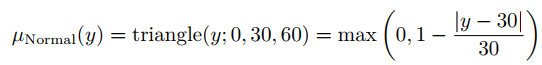 μ_Normal(y) = triangle(y; 0, 30, 60) = max(0, 1 − |y − 30| / 30)